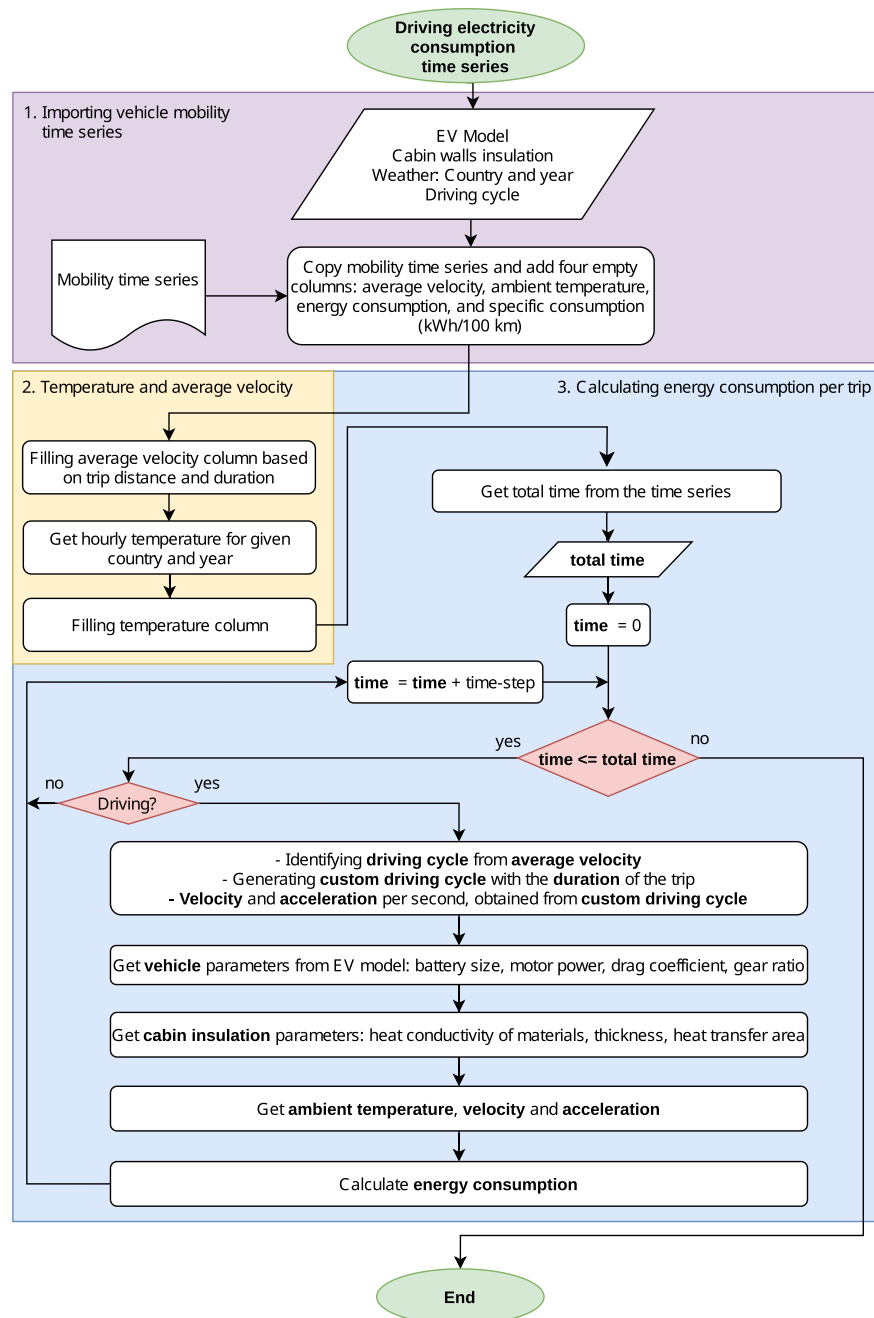 Driving electricity
consumption
time series
1. Importing vehicle mobility
time series
EV Model
Cabin walls insulation
Weather: Country and year
Driving cycle
Mobility time series
Copy mobility time series and add four empty
columns: average velocity, ambient temperature,
energy consumption, and specific consumption
(kWh/100 km)
2. Temperature and average velocity
3. Calculating energy consumption per trip
Filling average velocity column based
on trip distance and duration
Get hourly temperature for given
country and year
Filling temperature column
Get total time from the time series
total time
time = 0
time = time + time-step
time <= total time
yes
no
Driving?
no
yes
- Identifying driving cycle from average velocity
- Generating custom driving cycle with the duration of the trip
- Velocity and acceleration per second, obtained from custom driving cycle
Get vehicle parameters from EV model: battery size, motor power, drag coefficient, gear ratio
Get cabin insulation parameters: heat conductivity of materials, thickness, heat transfer area
Get ambient temperature, velocity and acceleration
Calculate energy consumption
End